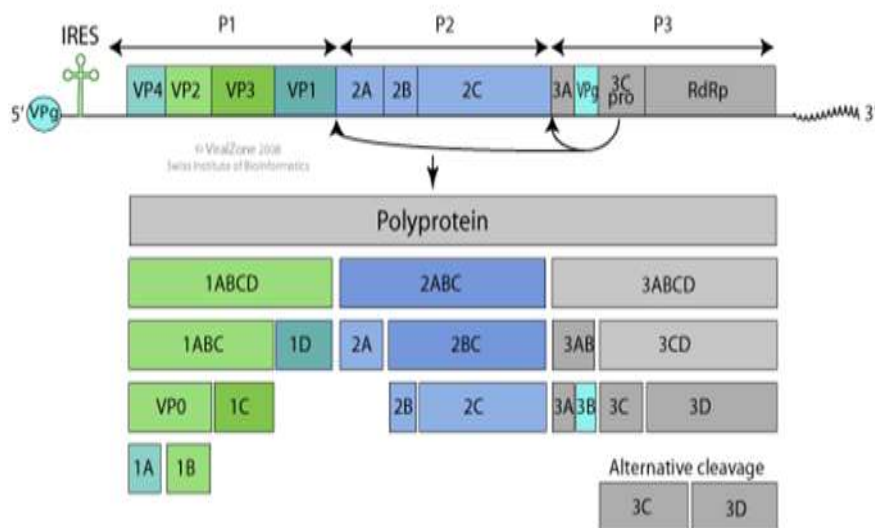 P1 P2 P3
IRES
VP4 VP2 VP3 VP1 2A 2B 2C 3A VPg 3C pro RdRp
5' VPg 3'
© ViralZone 2008
Swiss Institute of Bioinformatics
Polyprotein
1ABCD 2ABC 3ABCD
1ABC 1D 2A 2BC 3AB 3CD
VP0 1C 2B 2C 3A 3B 3C 3D
1A 1B
Alternative cleavage
3C 3D